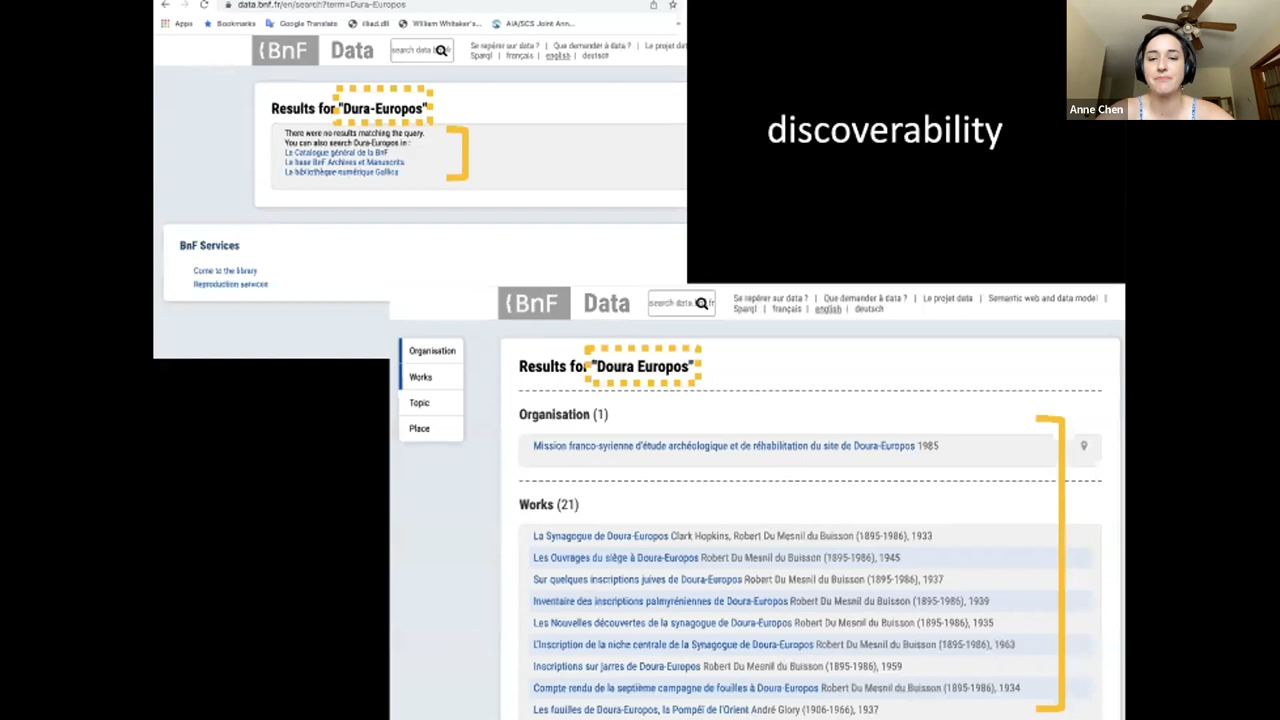 data.bnf.fr/en/search?term=Dura-Europos
Apps Bookmarks Google Translate iliad.dll William Whitaker's... AIA/SCS Joint Ann...
{BnF Data
Se repérer sur data ? | Que demander à data ? | Le projet dat
Sparql | français | english | deutsch
Results for "Dura-Europos"
There were no results matching the query.
You can also search Dura-Europos in :
Le Catalogue général de la BnF
La base BnF Archives et Manuscrits
La bibliothèque numérique Gallica
BnF Services
Come to the library
Reproduction services
discoverability
Anne Chen
{BnF Data
search data
Se repérer sur data ? | Que demander à data ? | Le projet data | Semantic web and data model |
Sparql | français | english | deutsch
Organisation
Works
Topic
Place
Results for "Doura Europos"
Organisation (1)
Mission franco-syrienne d'étude archéologique et de réhabilitation du site de Doura-Europos 1985
Works (21)
La Synagogue de Doura-Europos Clark Hopkins, Robert Du Mesnil du Buisson (1895-1986), 1933
Les Ouvrages du siège à Doura-Europos Robert Du Mesnil du Buisson (1895-1986), 1945
Sur quelques inscriptions juives de Doura-Europos Robert Du Mesnil du Buisson (1895-1986), 1937
Inventaire des inscriptions palmyréniennes de Doura-Europos Robert Du Mesnil du Buisson (1895-1986), 1939
Les Nouvelles découvertes de la synagogue de Doura-Europos Robert Du Mesnil du Buisson (1895-1986), 1935
L'Inscription de la niche centrale de la Synagogue de Doura-Europos Robert Du Mesnil du Buisson (1895-1986), 1963
Inscriptions sur jarres de Doura-Europos Robert Du Mesnil du Buisson (1895-1986), 1959
Compte rendu de la septième campagne de fouilles à Doura-Europos Robert Du Mesnil du Buisson (1895-1986), 1934
Les fouilles de Doura-Europos, la Pompéi de l'Orient André Glory (1906-1966), 1937